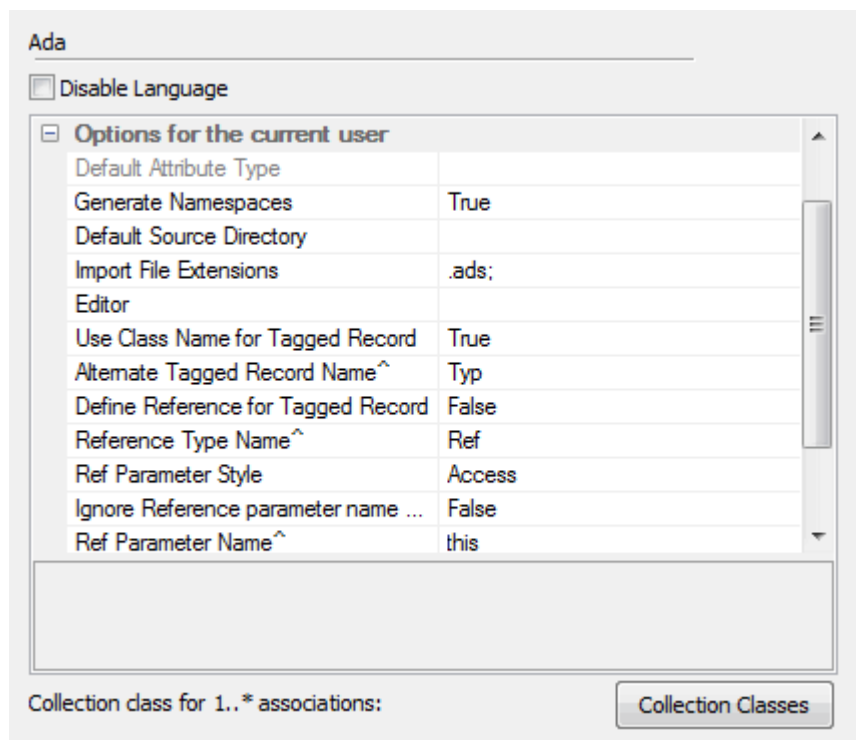 Ada
Disable Language
Options for the current user
Default Attribute Type
Generate Namespaces True
Default Source Directory
Import File Extensions .ads;
Editor
Use Class Name for Tagged Record True
Alternate Tagged Record Name^ Typ
Define Reference for Tagged Record False
Reference Type Name^ Ref
Ref Parameter Style Access
Ignore Reference parameter name ... False
Ref Parameter Name^ this
Collection class for 1..* associations: Collection Classes